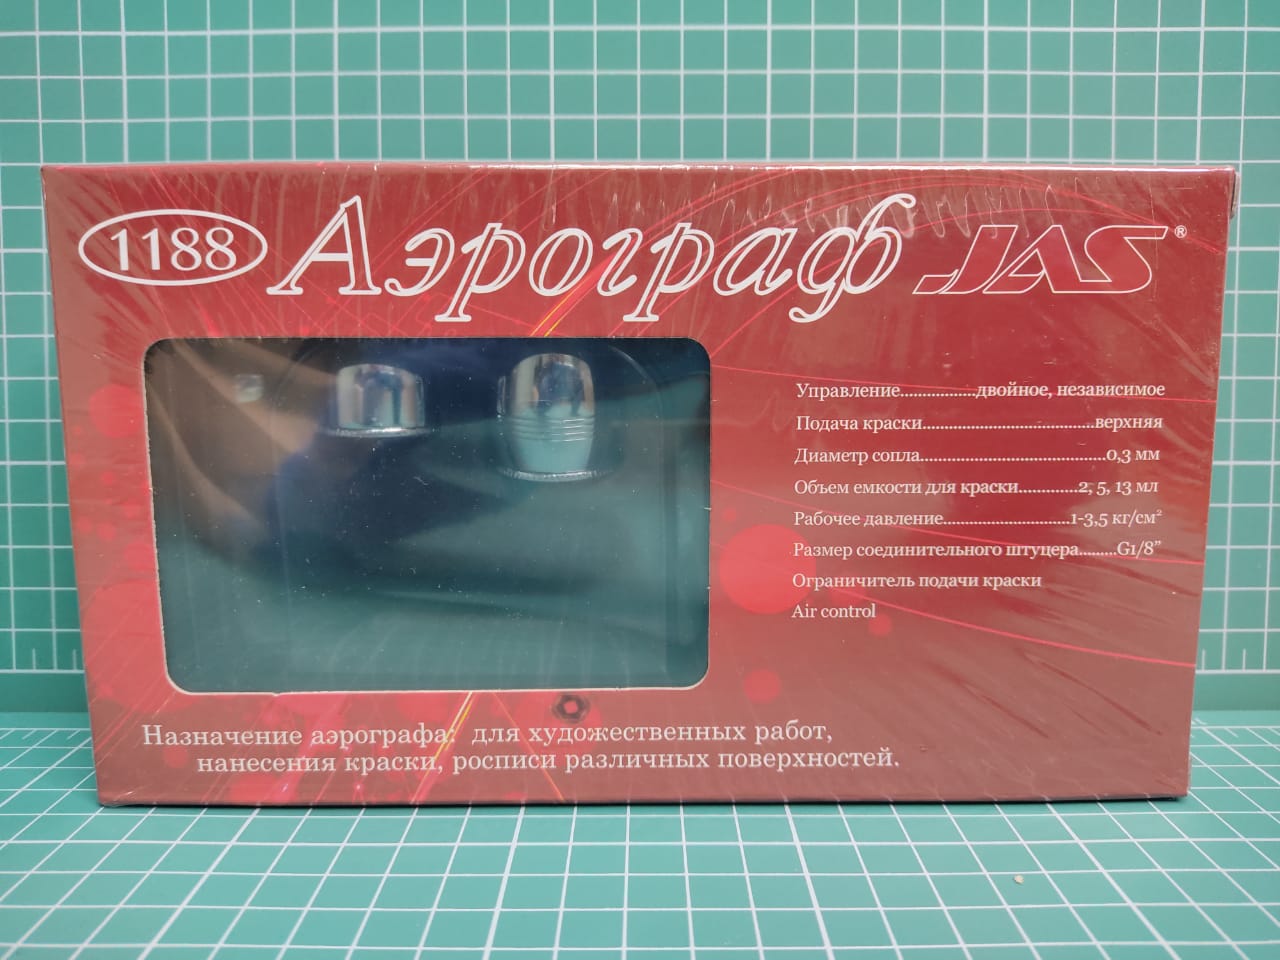 1188 Аэрограф JAS®
Управление.................двойное, независимое
Подача краски.......................................верхняя
Диаметр сопла..........................................0,3 мм
Объем емкости для краски.............2, 5, 13 мл
Рабочее давление.............................1-3,5 кг/см²
Размер соединительного штуцера.........G1/8”
Ограничитель подачи краски
Air control
Назначение аэрографа: для художественных работ,
нанесения краски, росписи различных поверхностей.